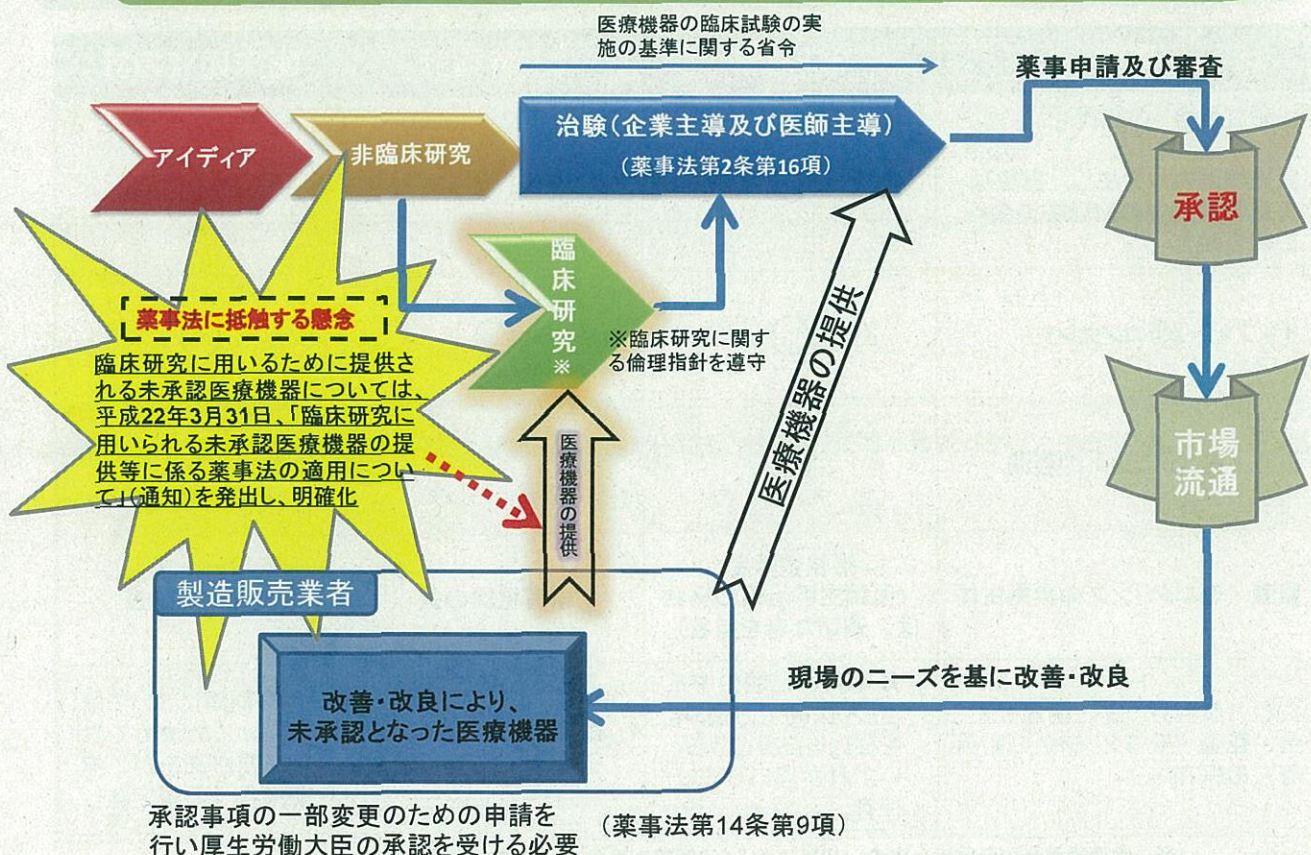 医療機器の臨床試験の実
施の基準に関する省令
薬事申請及び審査
アイディア
非臨床研究
治験(企業主導及び医師主導)
(薬事法第2条第16項)
承認
臨床研究※
※臨床研究に関す
る倫理指針を遵守
医療機器の提供
薬事法に抵触する懸念
臨床研究に用いるために提供さ
れる未承認医療機器については、
平成22年3月31日、「臨床研究に
用いられる未承認医療機器の提
供等に係る薬事法の適用につい
て」(通知)を発出し、明確化
医療機器の提供
市場
流通
製造販売業者
改善・改良により、
未承認となった医療機器
現場のニーズを基に改善・改良
承認事項の一部変更のための申請を
行い厚生労働大臣の承認を受ける必要
(薬事法第14条第9項)